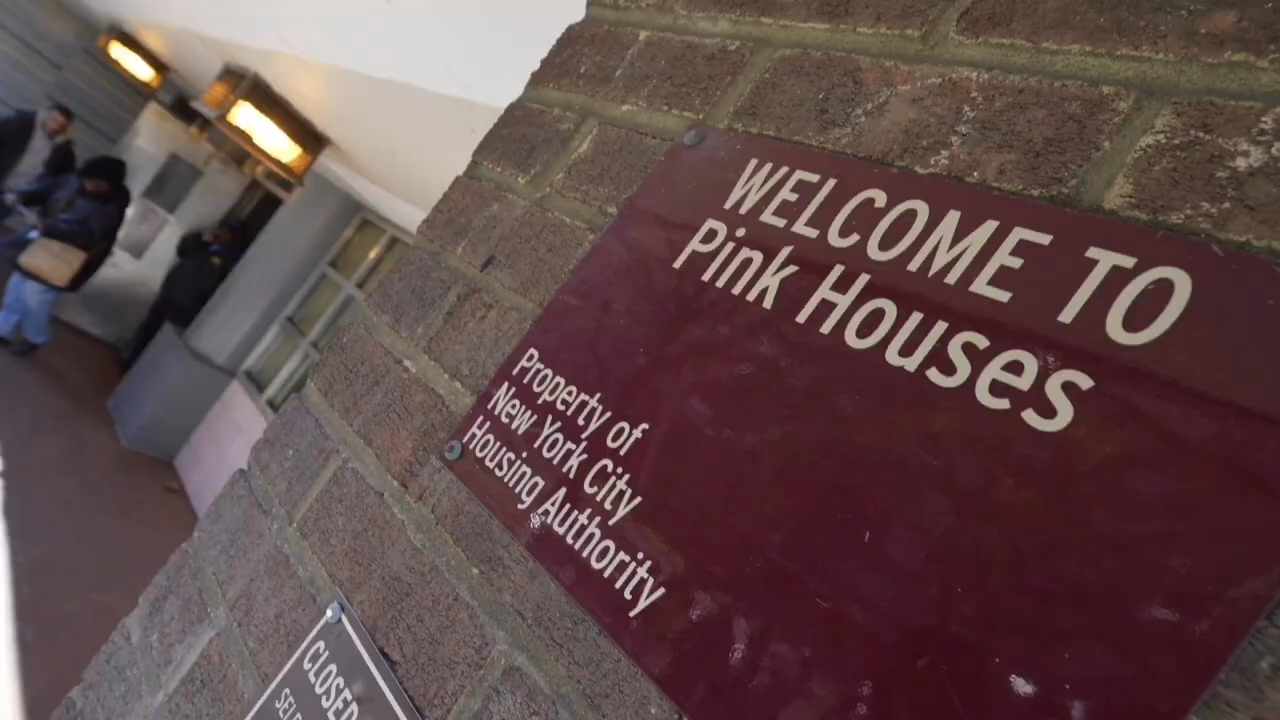 WELCOME TO
Pink Houses
Property of
New York City
Housing Authority
CLOSED